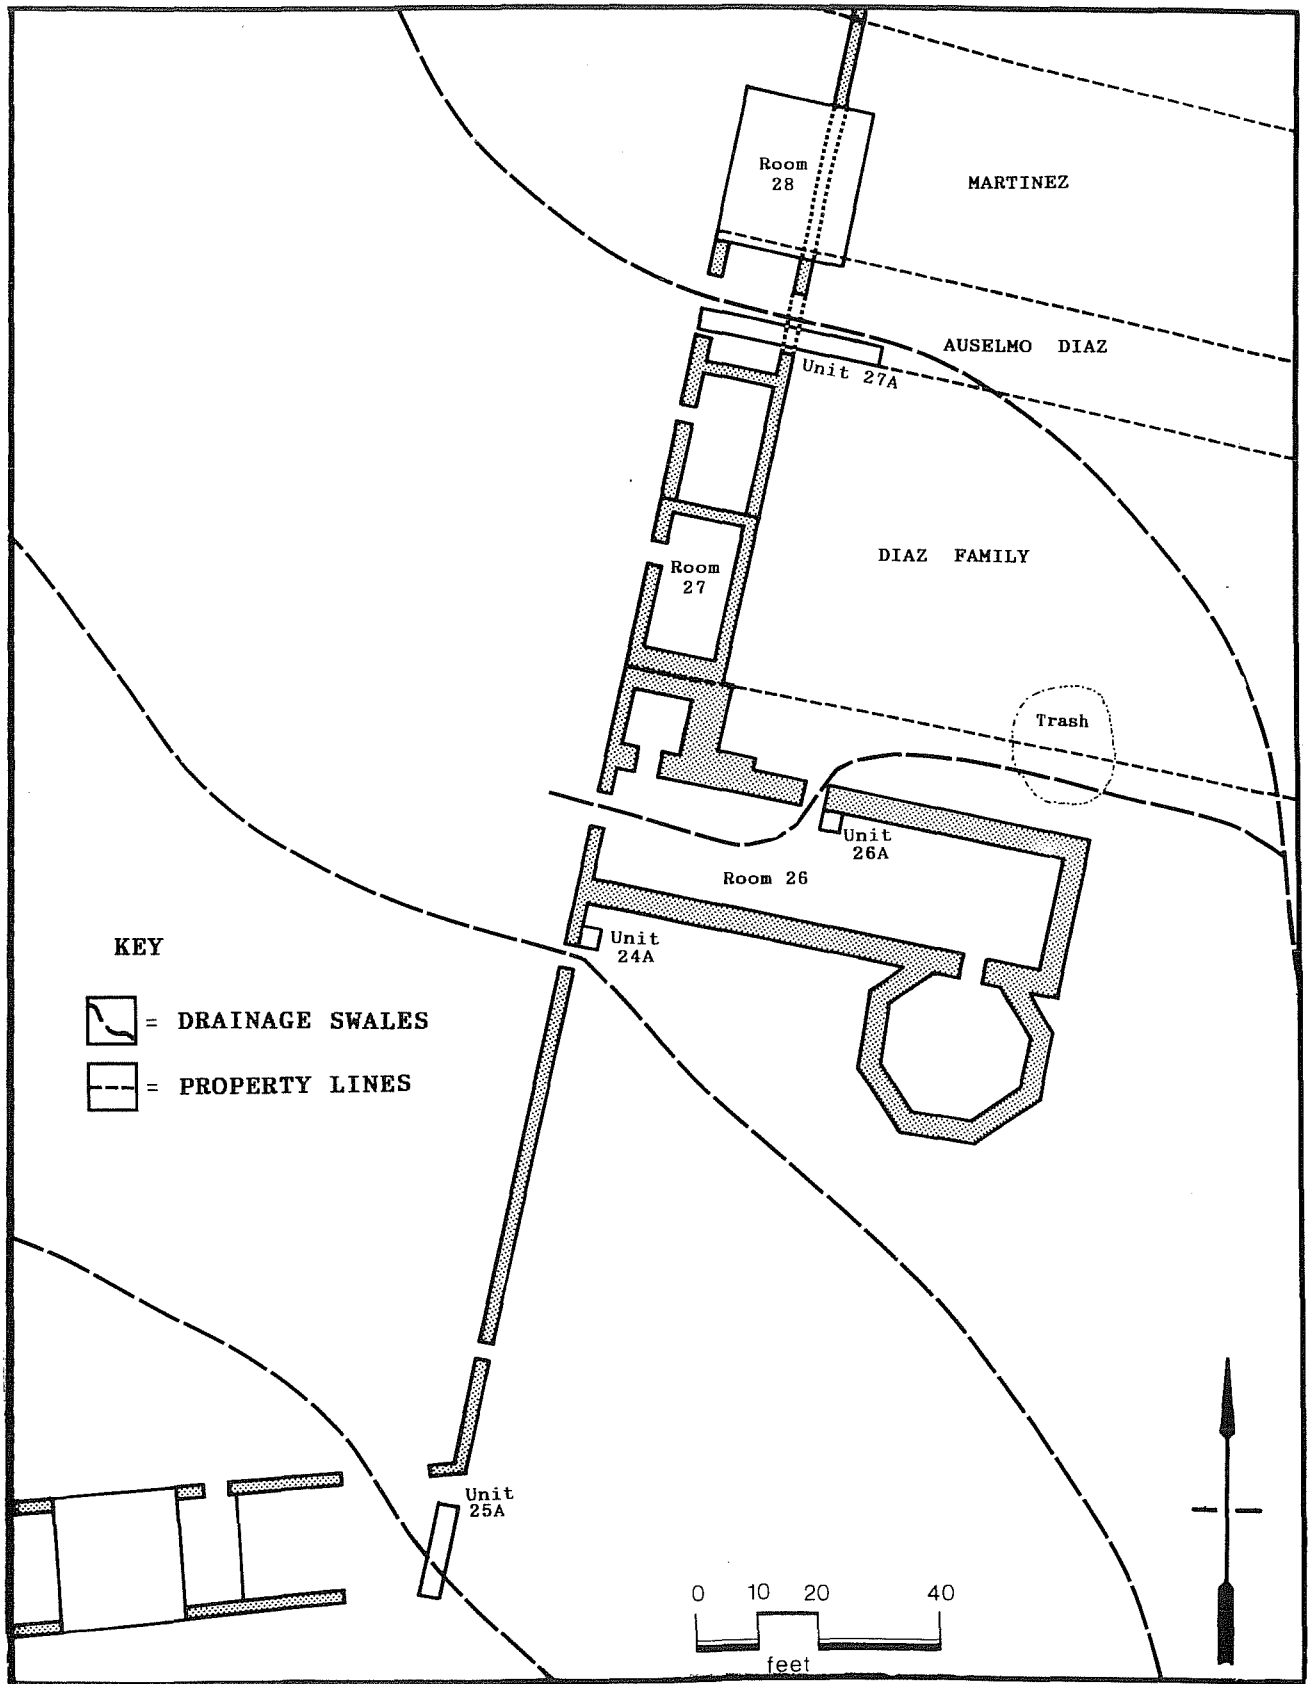 Room
28
MARTINEZ
AUSELMO DIAZ
Unit 27A
DIAZ FAMILY
Room
27
Trash
Unit
26A
Room 26
Unit
24A
KEY
= DRAINAGE SWALES
= PROPERTY LINES
Unit
25A
0 10 20 40
feet